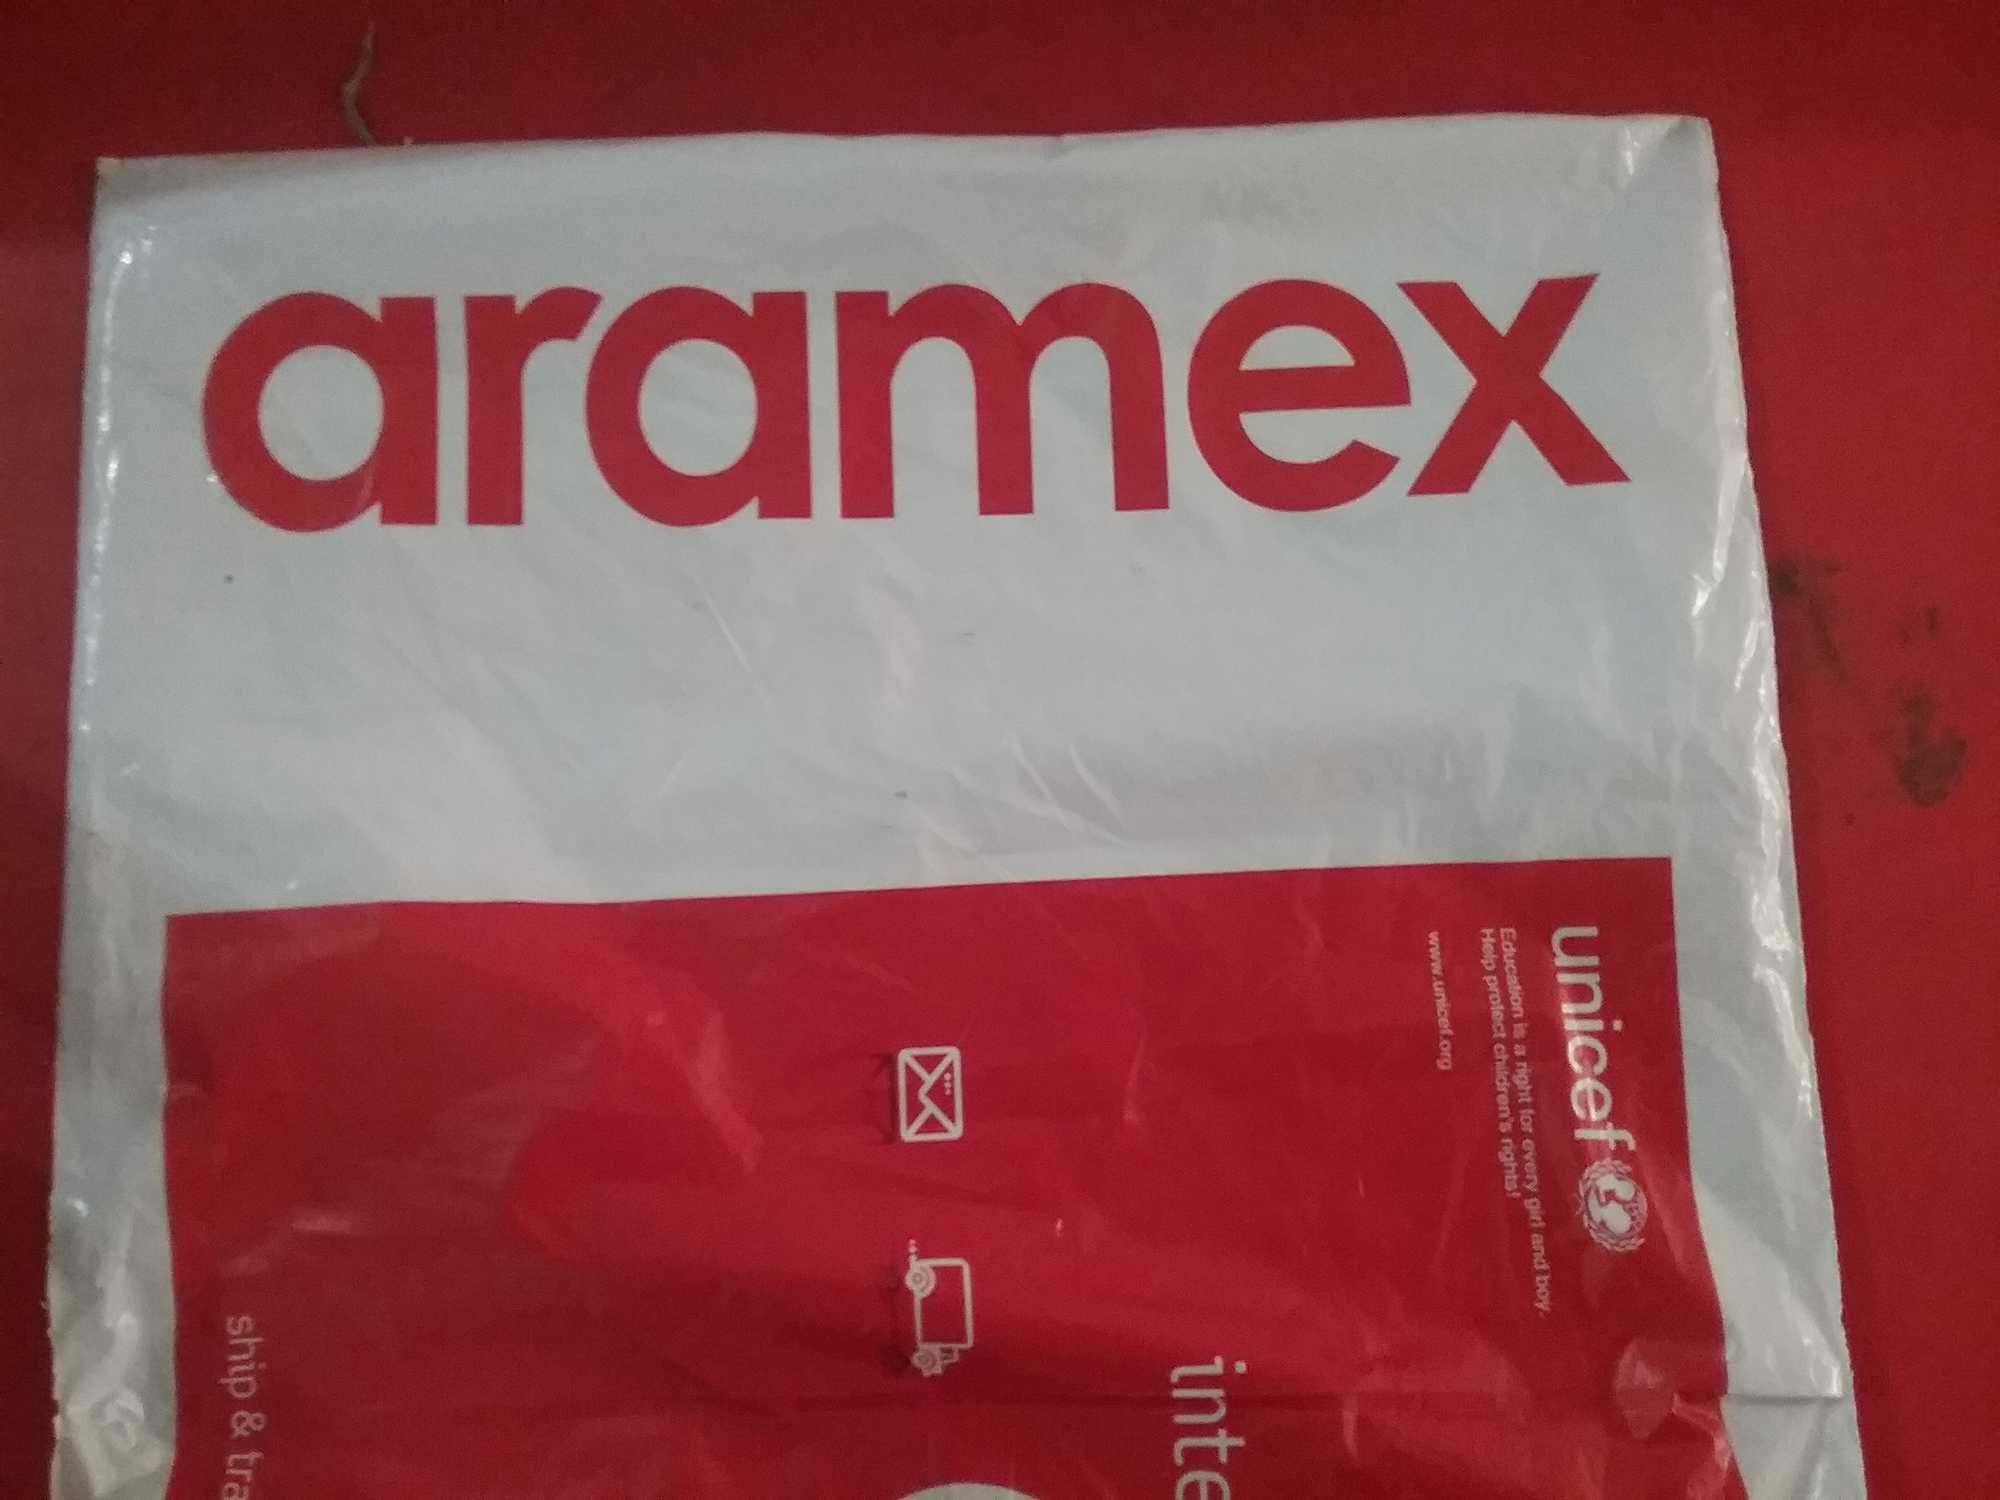 aramex
unicef
Education is a right for every girl and boy.
Help protect children's rights!
www.unicef.org
inte
ship & tra